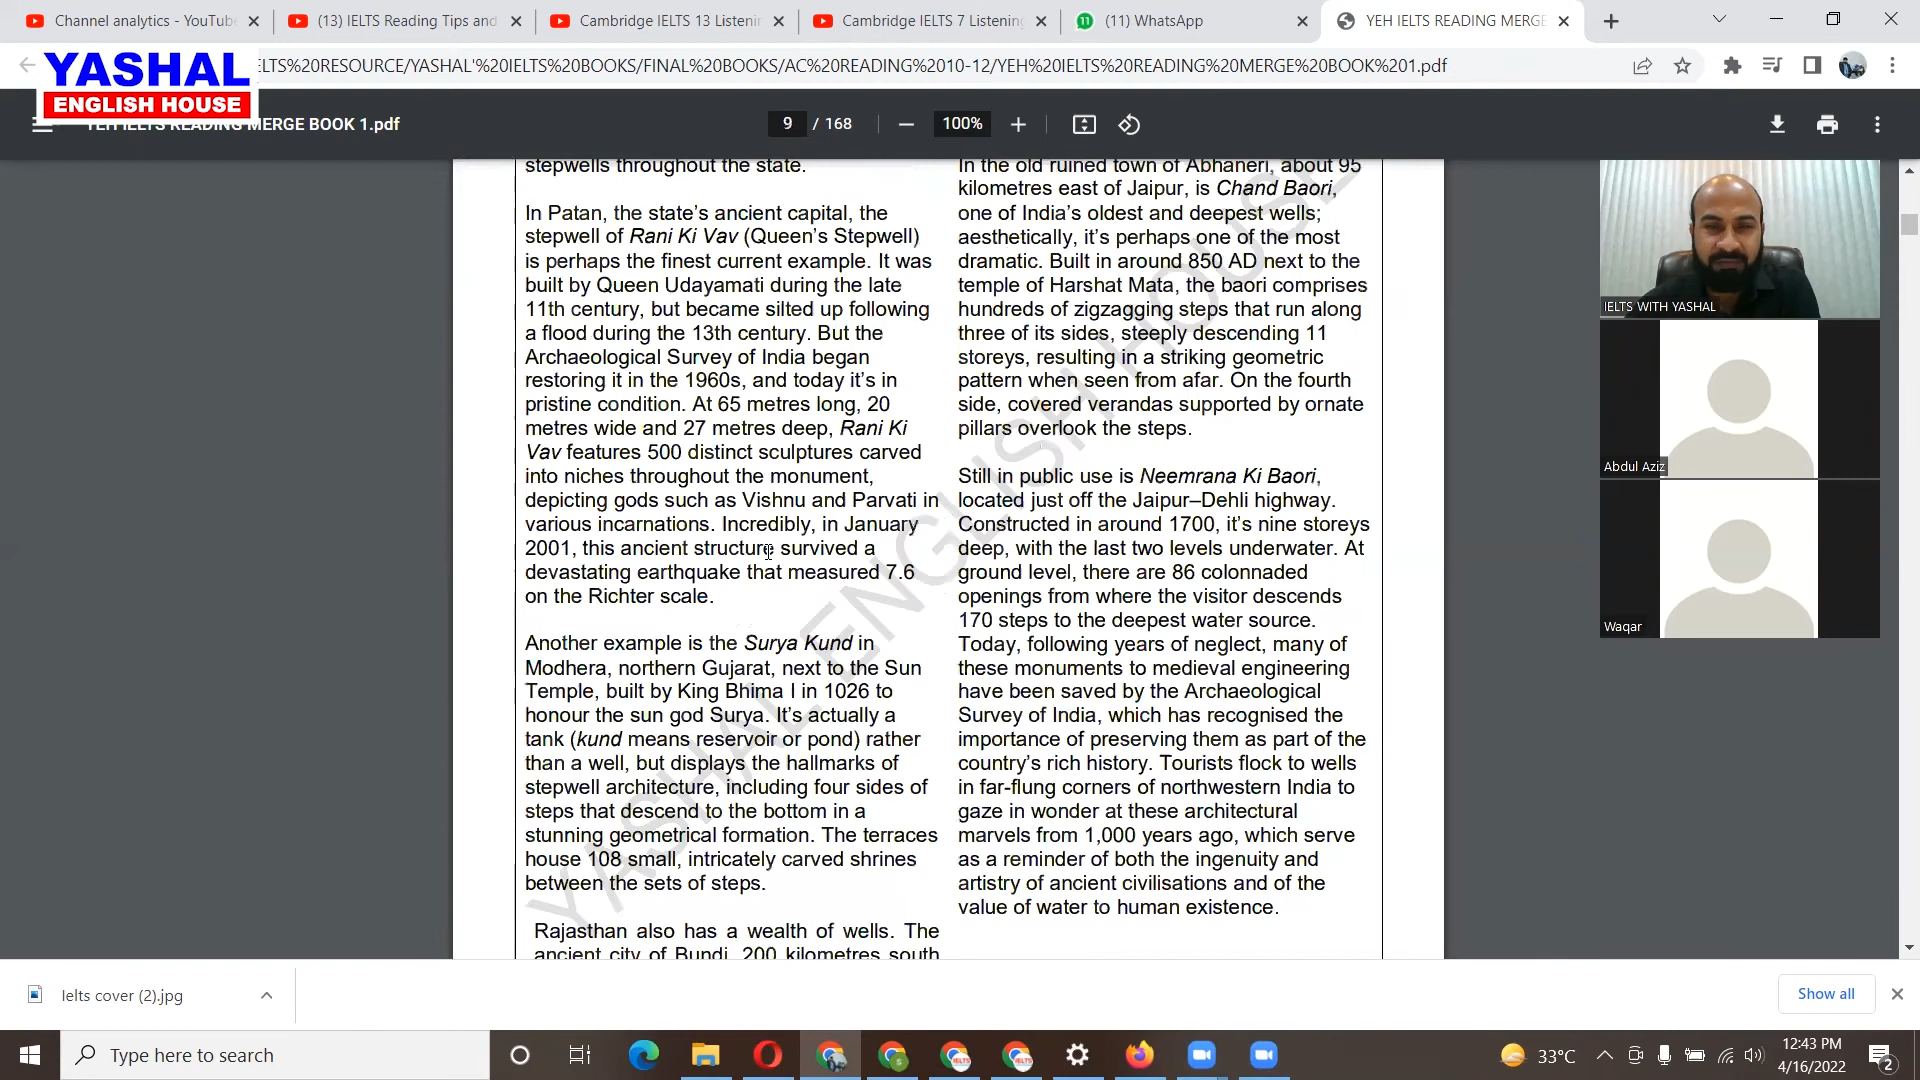 Channel analytics - YouTube
(13) IELTS Reading Tips and
Cambridge IELTS 13 Listenin
Cambridge IELTS 7 Listening
(11) WhatsApp
YEH IELTS READING MERGE
YASHAL
ENGLISH HOUSE
ELTS%20RESOURCE/YASHAL'%20IELTS%20BOOKS/FINAL%20BOOKS/AC%20READING%2010-12/YEH%20IELTS%20READING%20MERGE%20BOOK%201.pdf
YEH IELTS READING MERGE BOOK 1.pdf
9 / 168
100%
stepwells throughout the state.
In Patan, the state's ancient capital, the
stepwell of Rani Ki Vav (Queen's Stepwell)
is perhaps the finest current example. It was
built by Queen Udayamati during the late
11th century, but became silted up following
a flood during the 13th century. But the
Archaeological Survey of India began
restoring it in the 1960s, and today it's in
pristine condition. At 65 metres long, 20
metres wide and 27 metres deep, Rani Ki
Vav features 500 distinct sculptures carved
into niches throughout the monument,
depicting gods such as Vishnu and Parvati in
various incarnations. Incredibly, in January
2001, this ancient structure survived a
devastating earthquake that measured 7.6
on the Richter scale.
Another example is the Surya Kund in
Modhera, northern Gujarat, next to the Sun
Temple, built by King Bhima I in 1026 to
honour the sun god Surya. It's actually a
tank (kund means reservoir or pond) rather
than a well, but displays the hallmarks of
stepwell architecture, including four sides of
steps that descend to the bottom in a
stunning geometrical formation. The terraces
house 108 small, intricately carved shrines
between the sets of steps.
Rajasthan also has a wealth of wells. The
ancient city of Bundi, 200 kilometres south
In the old ruined town of Abhaneri, about 95
kilometres east of Jaipur, is Chand Baori,
one of India's oldest and deepest wells;
aesthetically, it's perhaps one of the most
dramatic. Built in around 850 AD next to the
temple of Harshat Mata, the baori comprises
hundreds of zigzagging steps that run along
three of its sides, steeply descending 11
storeys, resulting in a striking geometric
pattern when seen from afar. On the fourth
side, covered verandas supported by ornate
pillars overlook the steps.
Still in public use is Neemrana Ki Baori,
located just off the Jaipur–Dehli highway.
Constructed in around 1700, it's nine storeys
deep, with the last two levels underwater. At
ground level, there are 86 colonnaded
openings from where the visitor descends
170 steps to the deepest water source.
Today, following years of neglect, many of
these monuments to medieval engineering
have been saved by the Archaeological
Survey of India, which has recognised the
importance of preserving them as part of the
country's rich history. Tourists flock to wells
in far-flung corners of northwestern India to
gaze in wonder at these architectural
marvels from 1,000 years ago, which serve
as a reminder of both the ingenuity and
artistry of ancient civilisations and of the
value of water to human existence.
YASHAL ENGLISH HOUSE
IELTS WITH YASHAL
Abdul Aziz
Waqar
Ielts cover (2).jpg
Show all
Type here to search
33°C
12:43 PM
4/16/2022
2